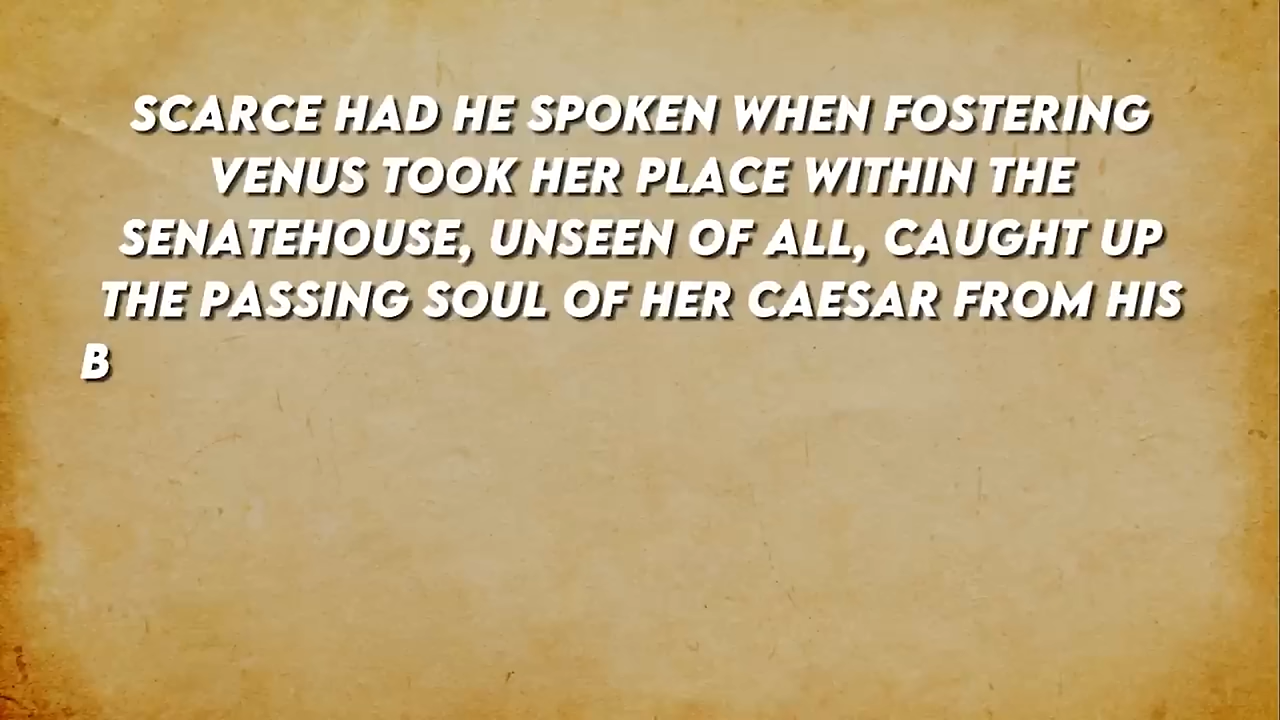 SCARCE HAD HE SPOKEN WHEN FOSTERING
VENUS TOOK HER PLACE WITHIN THE
SENATEHOUSE, UNSEEN OF ALL, CAUGHT UP
THE PASSING SOUL OF HER CAESAR FROM HIS
B